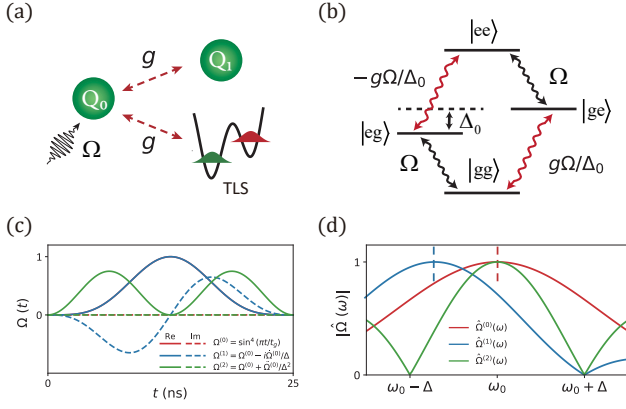 (a)
Q₀
g
Q₁
g
Ω
TLS
(b)
|ee⟩
−gΩ/Δ₀
Ω
|ge⟩
Δ₀
|eg⟩
Ω
|gg⟩
gΩ/Δ₀
(c)
Ω (t)
1
0
Re Im
Ω⁽⁰⁾ = sin⁴ (πt/t_g)
Ω⁽¹⁾ = Ω⁽⁰⁾ − iΩ̇⁽⁰⁾/Δ
Ω⁽²⁾ = Ω⁽⁰⁾ + Ω̈⁽⁰⁾/Δ²
0 25
t (ns)
(d)
|Ω̂ (ω)|
1
0
Ω̂⁽⁰⁾(ω)
Ω̂⁽¹⁾(ω)
Ω̂⁽²⁾(ω)
ω₀ − Δ ω₀ ω₀ + Δ